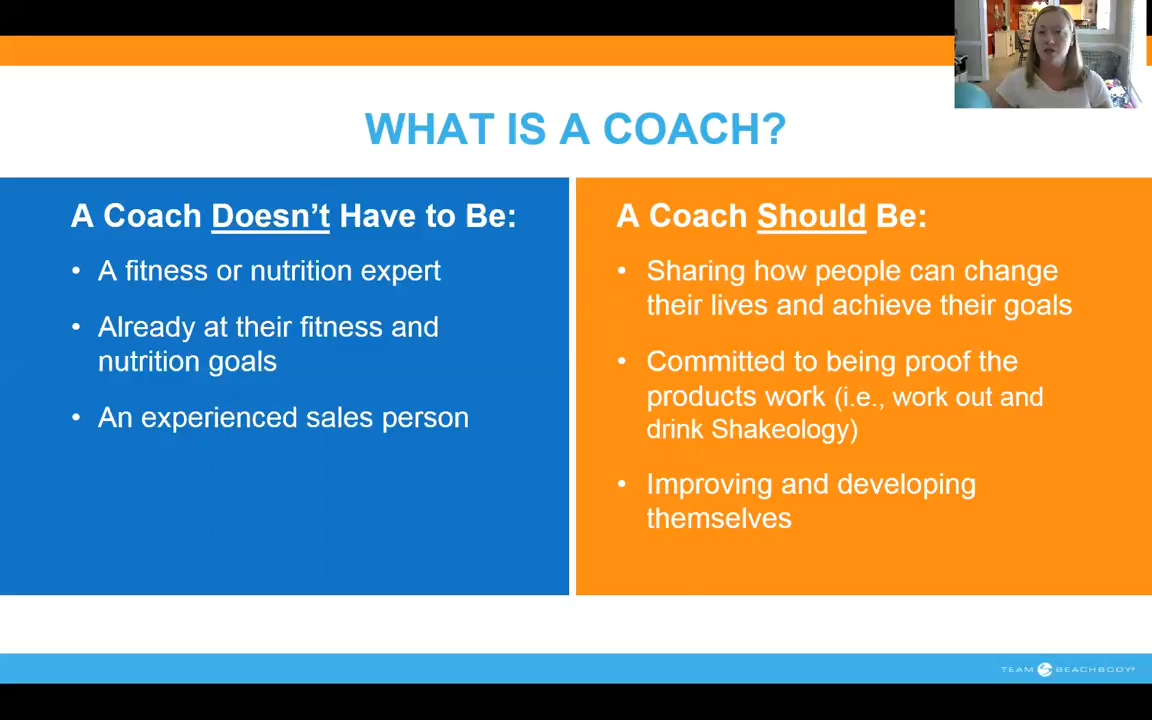 WHAT IS A COACH?
A Coach Doesn't Have to Be:
• A fitness or nutrition expert
• Already at their fitness and
nutrition goals
• An experienced sales person
A Coach Should Be:
• Sharing how people can change
their lives and achieve their goals
• Committed to being proof the
products work (i.e., work out and
drink Shakeology)
• Improving and developing
themselves
TEAM BEACHBODY®